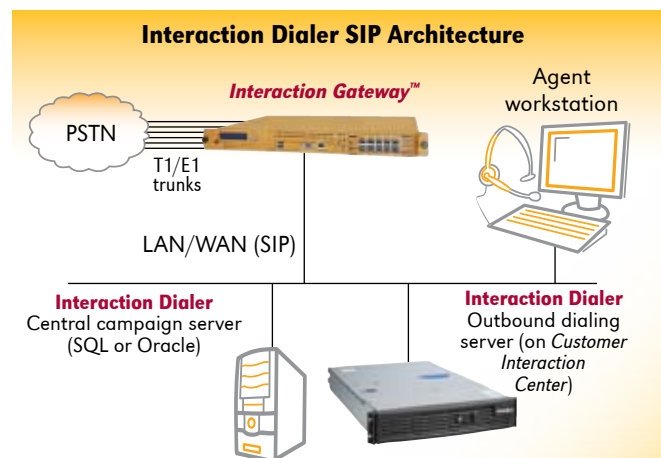 Interaction Dialer SIP Architecture
Interaction Gateway™
Agent
workstation
PSTN
T1/E1
trunks
LAN/WAN (SIP)
Interaction Dialer
Central campaign server
(SQL or Oracle)
Interaction Dialer
Outbound dialing
server (on Customer
Interaction
Center)